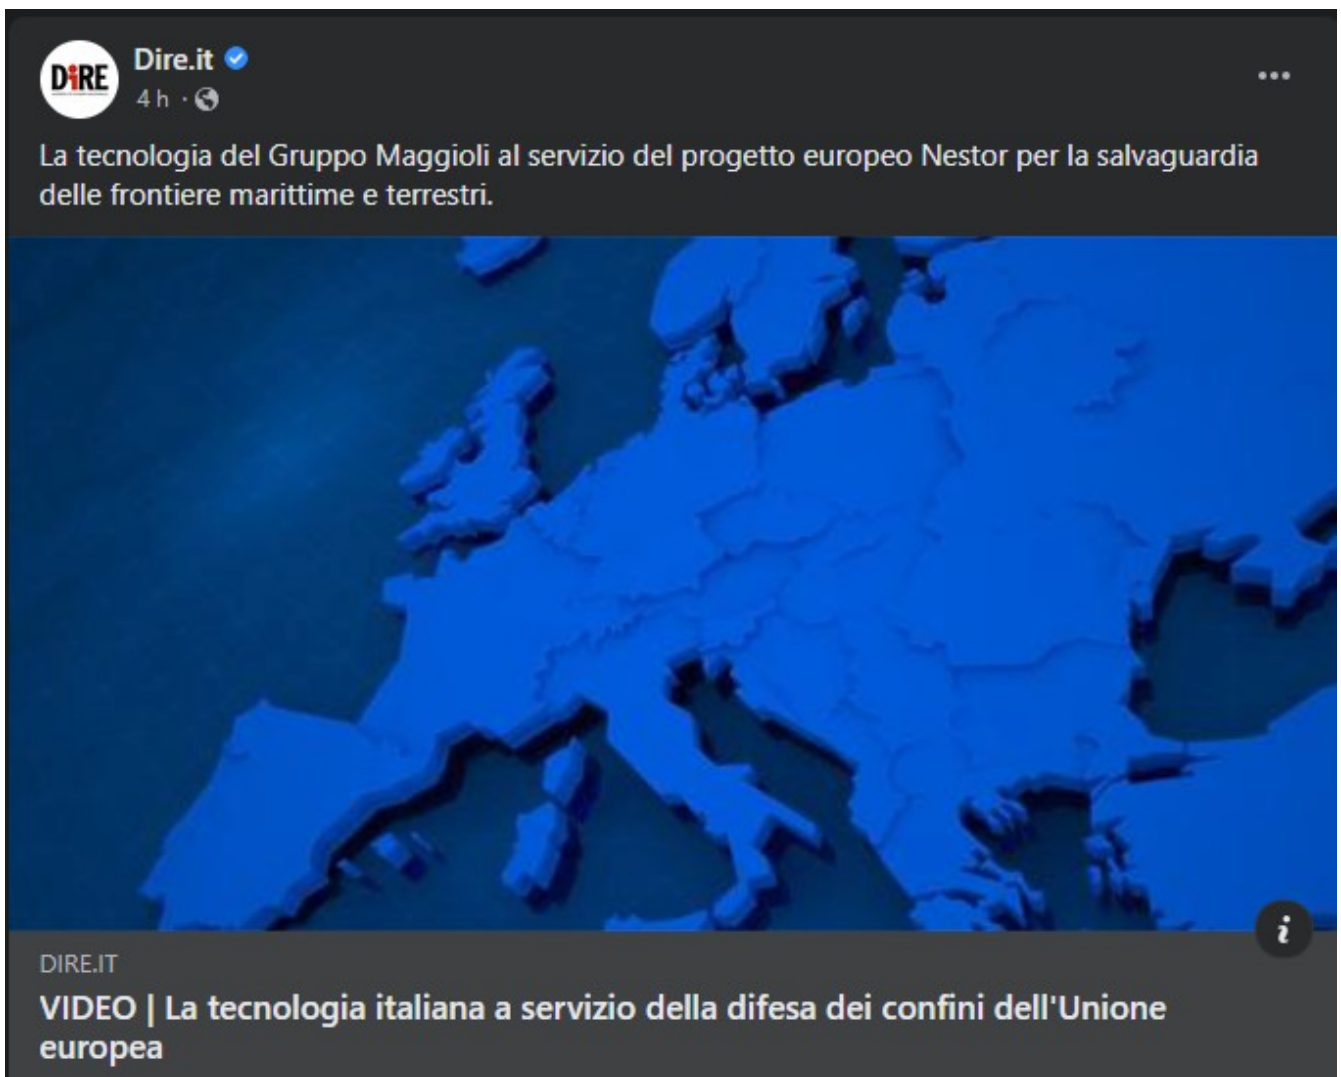 DiRE
Dire.it
4 h ·
La tecnologia del Gruppo Maggioli al servizio del progetto europeo Nestor per la salvaguardia
delle frontiere marittime e terrestri.
DIRE.IT
VIDEO | La tecnologia italiana a servizio della difesa dei confini dell'Unione
europea